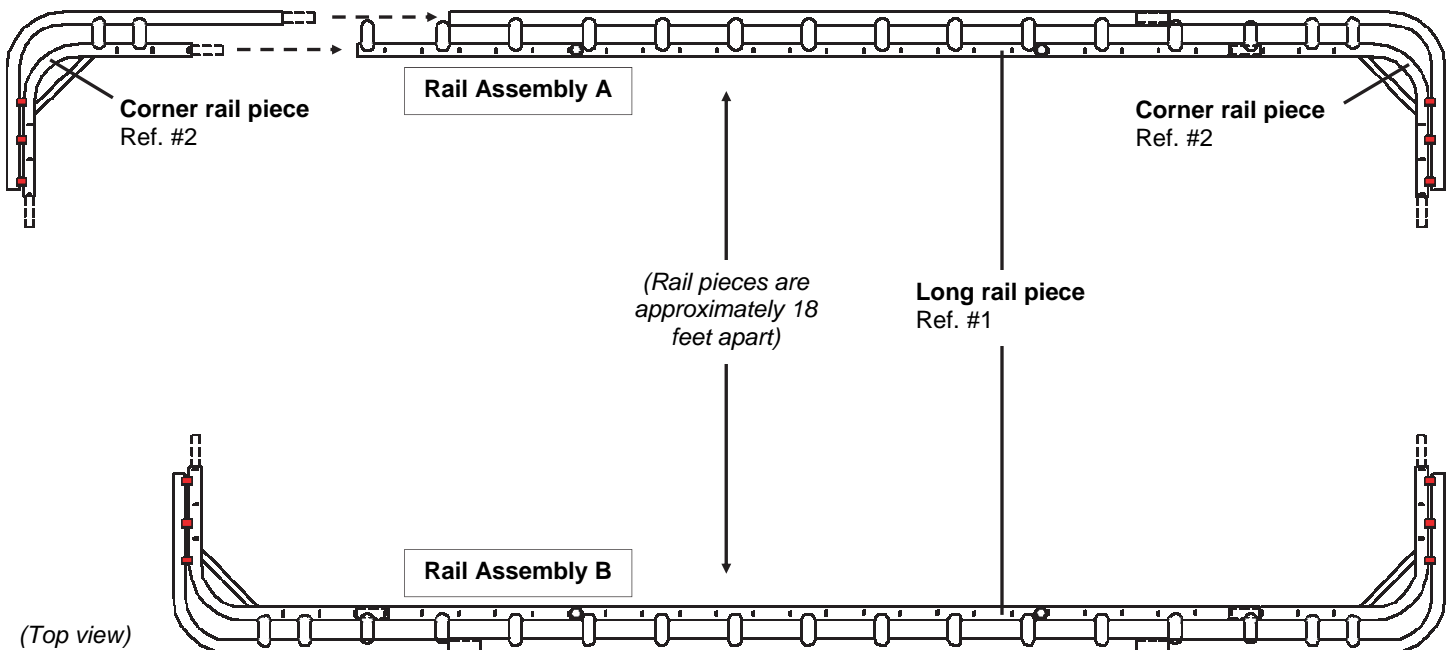 Rail Assembly A
Corner rail piece
Ref. #2
Corner rail piece
Ref. #2
(Rail pieces are
approximately 18
feet apart)
Long rail piece
Ref. #1
Rail Assembly B
(Top view)